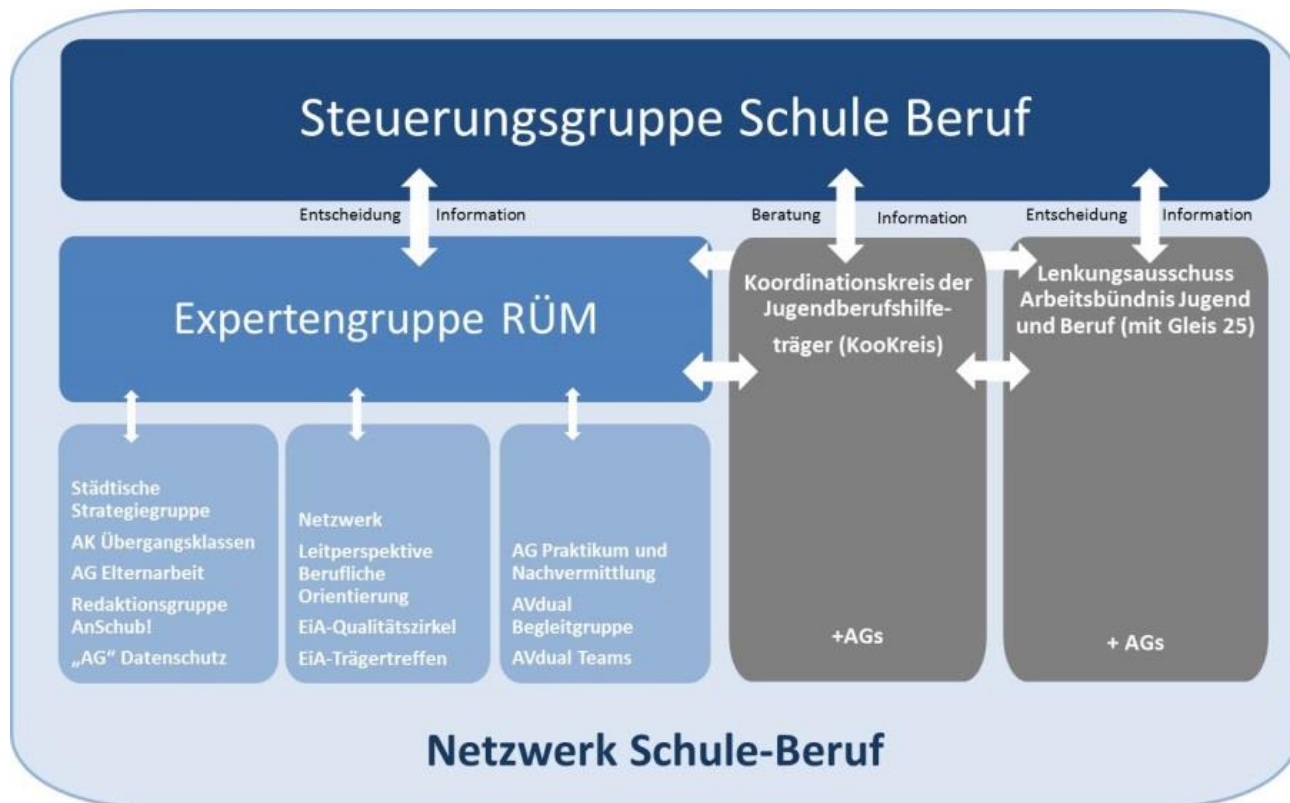 Steuerungsgruppe Schule Beruf
Entscheidung
Information
Beratung
Information
Entscheidung
Information
Expertengruppe RÜM
Koordinationskreis der
Jugendberufshilfe-
träger (KooKreis)
+AGs
Lenkungsausschuss
Arbeitsbündnis Jugend
und Beruf (mit Gleis 25)
+ AGs
Städtische
Strategiegruppe
AK Übergangsklassen
AG Elternarbeit
Redaktionsgruppe
AnSchub!
„AG“ Datenschutz
Netzwerk
Leitperspektive
Berufliche
Orientierung
EiA-Qualitätszirkel
EiA-Trägertreffen
AG Praktikum und
Nachvermittlung
AVdual
Begleitgruppe
AVdual Teams
Netzwerk Schule-Beruf